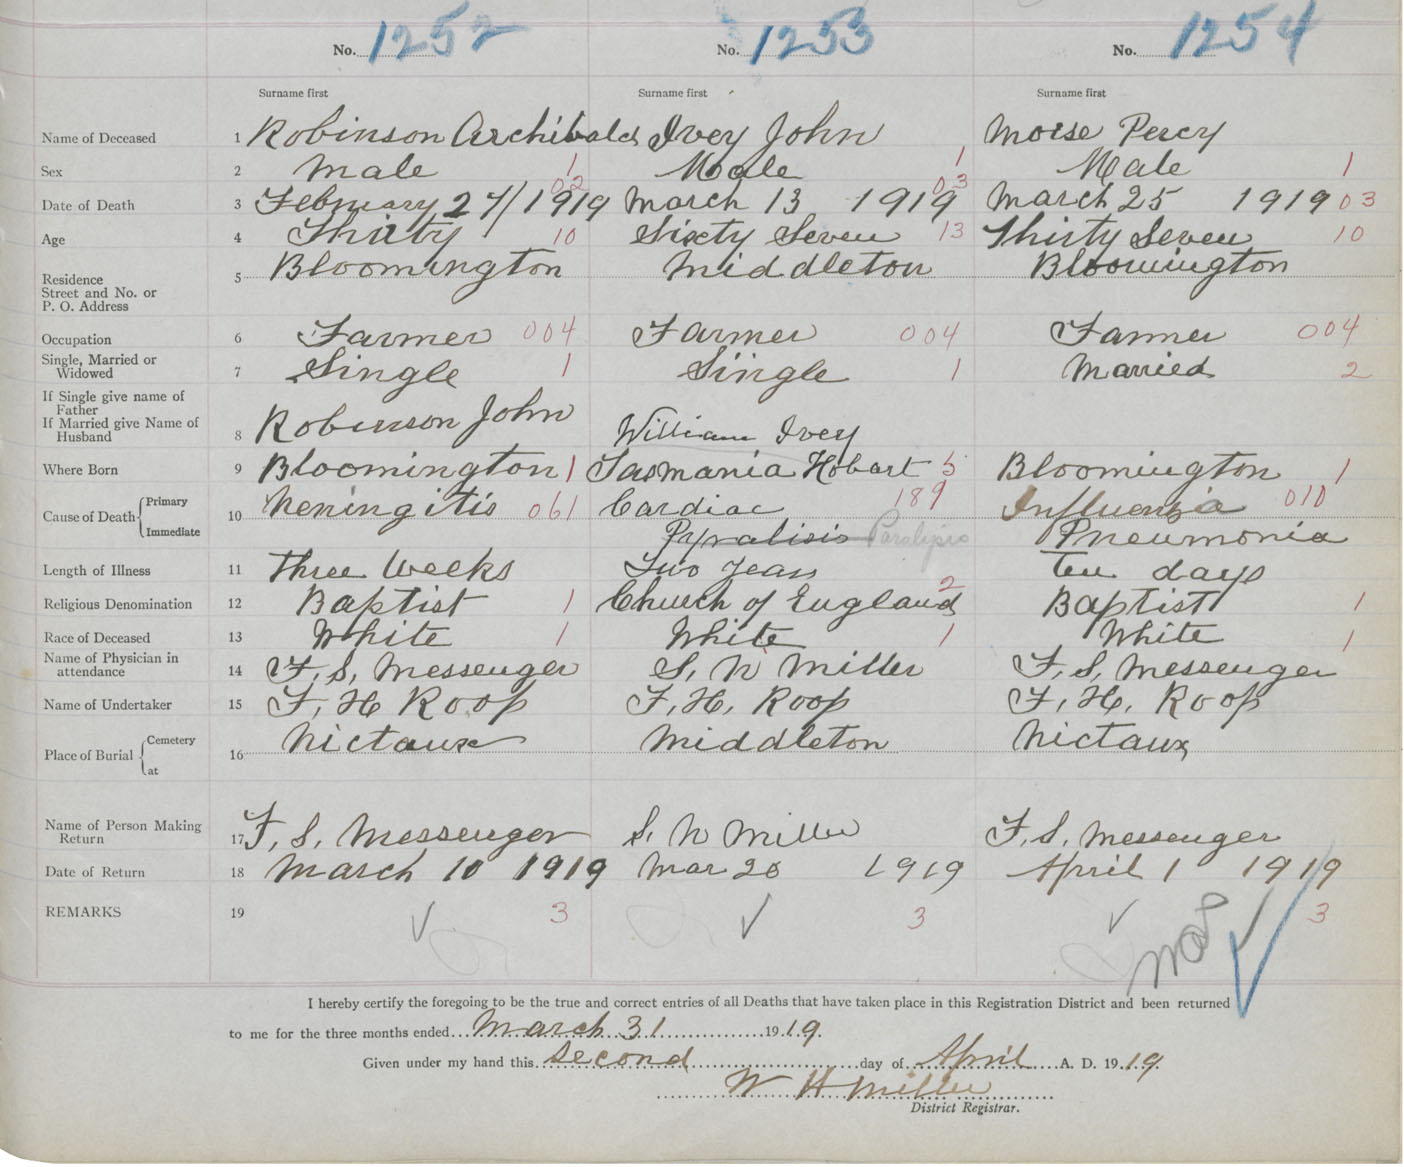 No. 1252 No. 1253 No. 1254
Surname first Surname first Surname first
Name of Deceased 1 Robinson Archibald Ivey John Morse Percy
Sex 2 Male 1 Male 1 Male 1
Date of Death 3 February 27/1919 02 March 13 1919 03 March 25 1919 03
Age 4 Thirty 10 Sixty Seven 13 Thirty Seven 10
Residence
Street and No. or
P. O. Address 5 Bloomington Middleton Bloomington
Occupation 6 Farmer 004 Farmer 004 Farmer 004
Single, Married or
Widowed 7 Single 1 Single 1 Married 2
If Single give name of
Father
If Married give Name of
Husband 8 Robinson John William Ivey
Where Born 9 Bloomington 1 Tasmania Hobart 5 Bloomington 1
Cause of Death Primary 10 Meningitis 061 Cardiac 189 Influenzia 010
Immediate Pyralisis Paralipis Pneumonia
Length of Illness 11 Three Weeks Two years Ten days
Religious Denomination 12 Baptist 1 Church of England 2 Baptist 1
Race of Deceased 13 White 1 White 1 White 1
Name of Physician in
attendance 14 F. S. Messenger S. N Miller F. S. Messenger
Name of Undertaker 15 F. H Roop F. H. Roop F. H. Roop
Place of Burial Cemetery
at 16 Nictaux Middleton Nictaux
Name of Person Making
Return 17 F. S. Messenger S. N Miller F. S. Messenger
Date of Return 18 March 10 1919 Mar 20 1919 April 1 1919
REMARKS 19 3 3 3
I hereby certify the foregoing to be the true and correct entries of all Deaths that have taken place in this Registration District and been returned
to me for the three months ended March 31 1919.
Given under my hand this second day of April A. D. 1919
W H Miller
District Registrar.